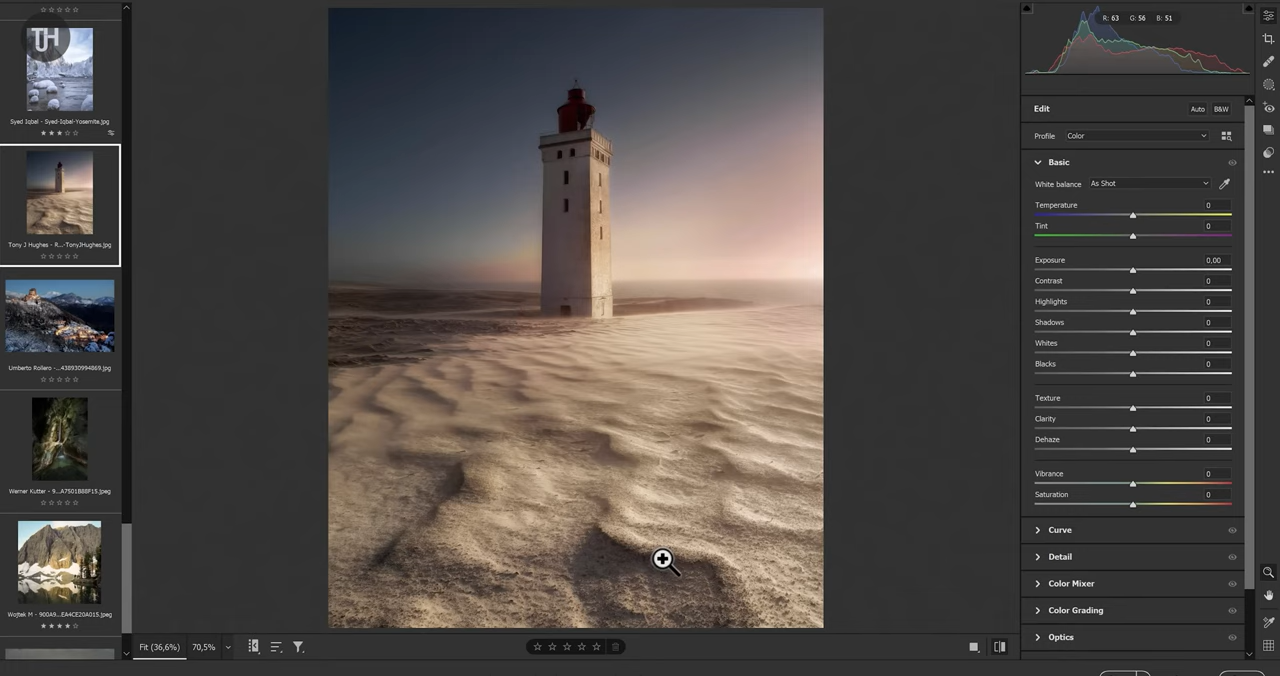 TJH
Syed Iqbal - Syed-Iqbal-Yosemite.jpg
Tony J Hughes - R...-TonyJHughes.jpg
Umberto Rollero -...438930994869.jpg
Werner Kutter - 9...A7501B88F15.jpeg
Wojtek M - 900A9...EA4CE20A015.jpeg
Fit (36,6%)
70,5%
R: 63 G: 56 B: 51
Edit
Auto
B&W
Profile Color
Basic
White balance As Shot
Temperature 0
Tint 0
Exposure 0,00
Contrast 0
Highlights 0
Shadows 0
Whites 0
Blacks 0
Texture 0
Clarity 0
Dehaze 0
Vibrance 0
Saturation 0
Curve
Detail
Color Mixer
Color Grading
Optics